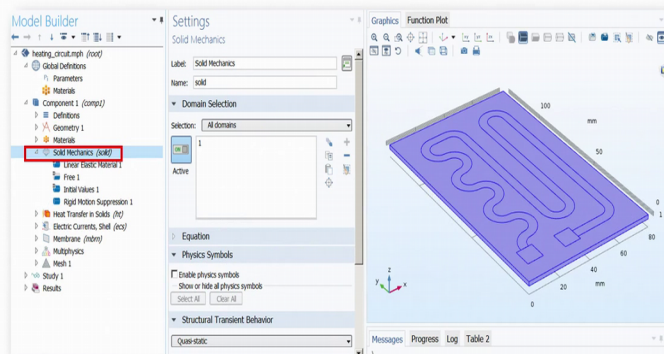 Model Builder
heating_circuit.mph (root)
Global Definitions
Parameters
Materials
Component 1 (comp1)
Definitions
Geometry 1
Materials
Solid Mechanics (solid)
Linear Elastic Material 1
Free 1
Initial Values 1
Rigid Motion Suppression 1
Heat Transfer in Solids (ht)
Electric Currents, Shell (ecs)
Membrane (mbrn)
Multiphysics
Mesh 1
Study 1
Results
Settings
Solid Mechanics
Label: Solid Mechanics
Name: solid
Domain Selection
Selection: All domains
1
Active
Equation
Physics Symbols
Enable physics symbols
Show or hide all physics symbols
Select All Clear All
Structural Transient Behavior
Quasi-static
Graphics Function Plot
100
mm
50
0
0
1
80
60
40
mm
20
0
z
y
x
Messages Progress Log Table 2